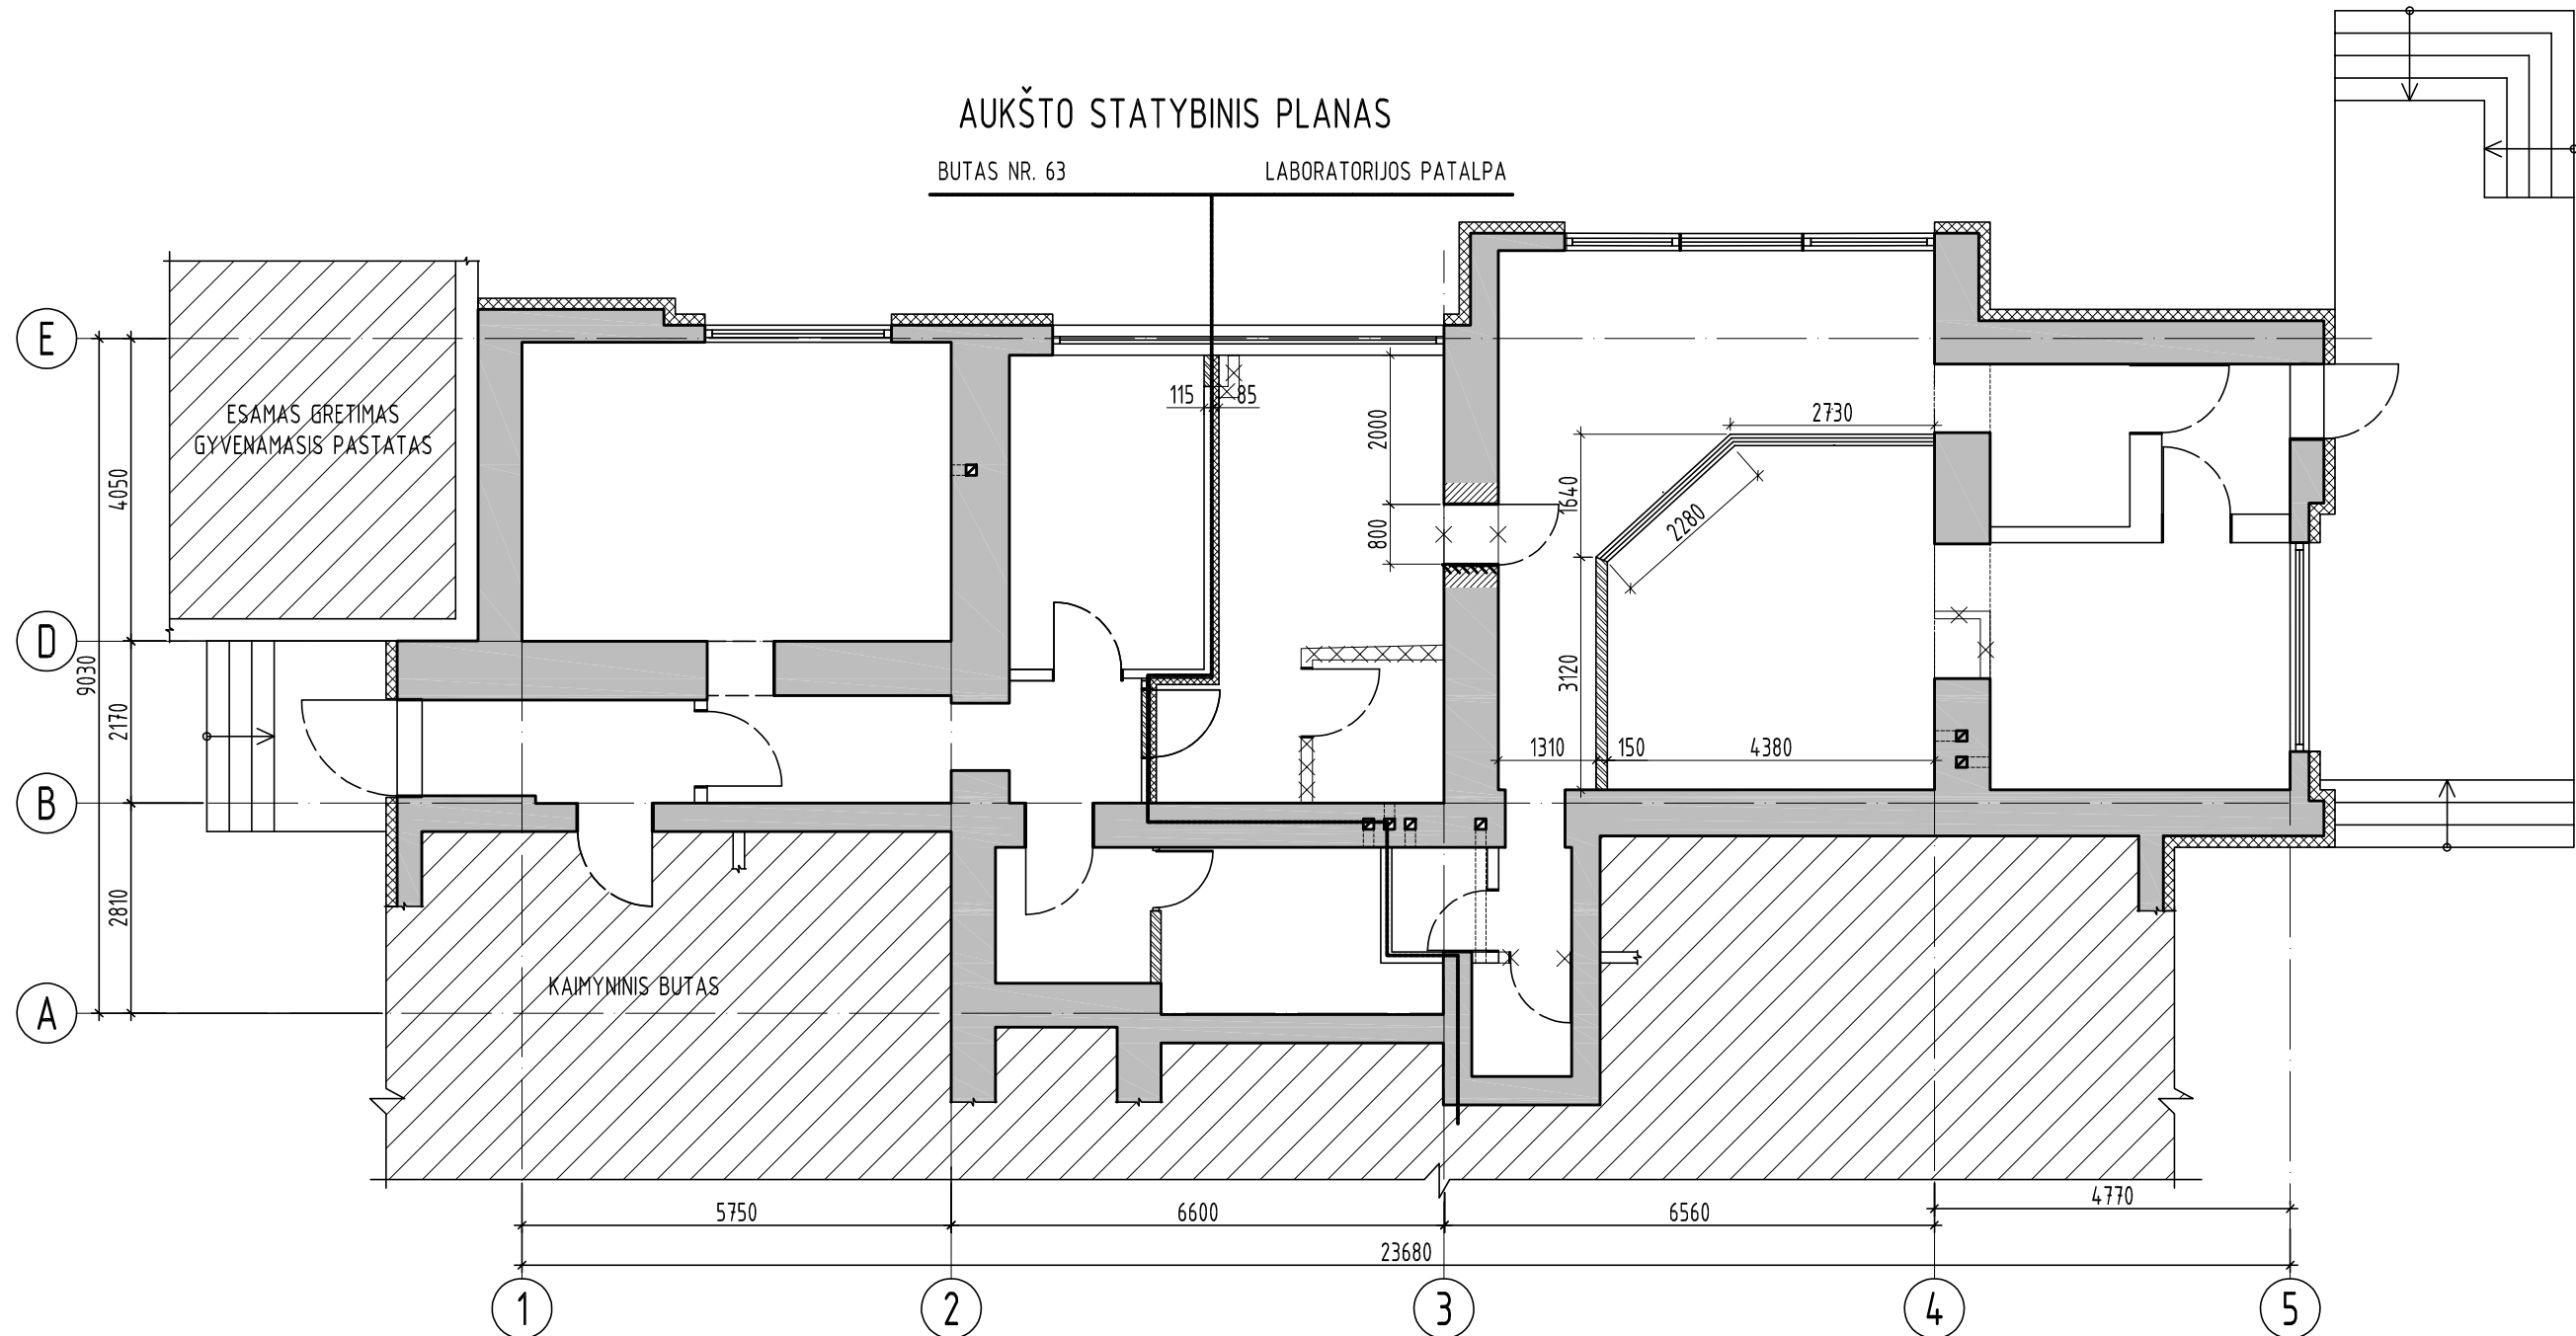 AUKŠTO STATYBINIS PLANAS
BUTAS NR. 63
LABORATORIJOS PATALPA
E
D
B
A
ESAMAS GRETIMAS
GYVENAMASIS PASTATAS
4050
9030
2170
2810
115
85
2000
800
2730
1640
2280
3120
1310
150
4380
KAIMYNINIS BUTAS
5750
6600
6560
4770
23680
1
2
3
4
5